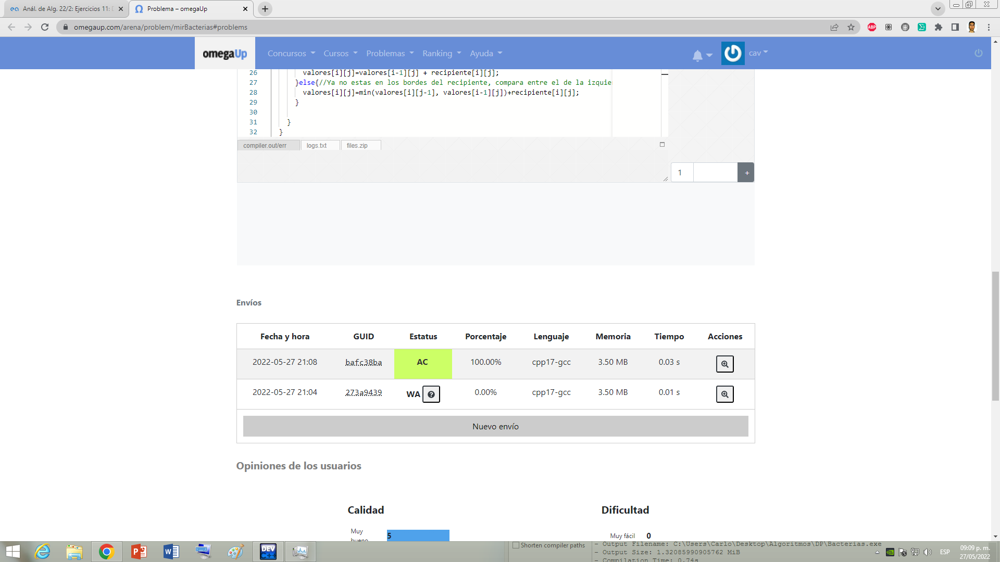 Anál. de Alg. 22/2: Ejercicios 11:
Problema – omegaUp
omegaup.com/arena/problem/mirBacterias#problems
ABP
omegaUp
Concursos
Cursos
Problemas
Ranking
Ayuda
cav
26 valores[i][j]=valores[i-1][j] + recipiente[i][j];
27 }else{//Ya no estas en los bordes del recipiente, compara entre el de la izquie
28 valores[i][j]=min(valores[i][j-1], valores[i-1][j])+recipiente[i][j];
29 }
30
31 }
32 }
compiler.out/err
logs.txt
files.zip
1
+
Envíos
Fecha y hora GUID Estatus Porcentaje Lenguaje Memoria Tiempo Acciones
2022-05-27 21:08 bafc38ba AC 100.00% cpp17-gcc 3.50 MB 0.03 s
2022-05-27 21:04 273a9439 WA 0.00% cpp17-gcc 3.50 MB 0.01 s
Nuevo envío
Opiniones de los usuarios
Calidad
Dificultad
Muy
bueno
5
Muy fácil 0
DEV
C++
Shorten compiler paths
- Output Filename: C:\Users\Carlo\Desktop\Algoritmos\DP\Bacterias.exe
- Output Size: 1.32085990905762 MiB
- Compilation Time: 0.74s
ESP
09:09 p. m.
27/05/2022